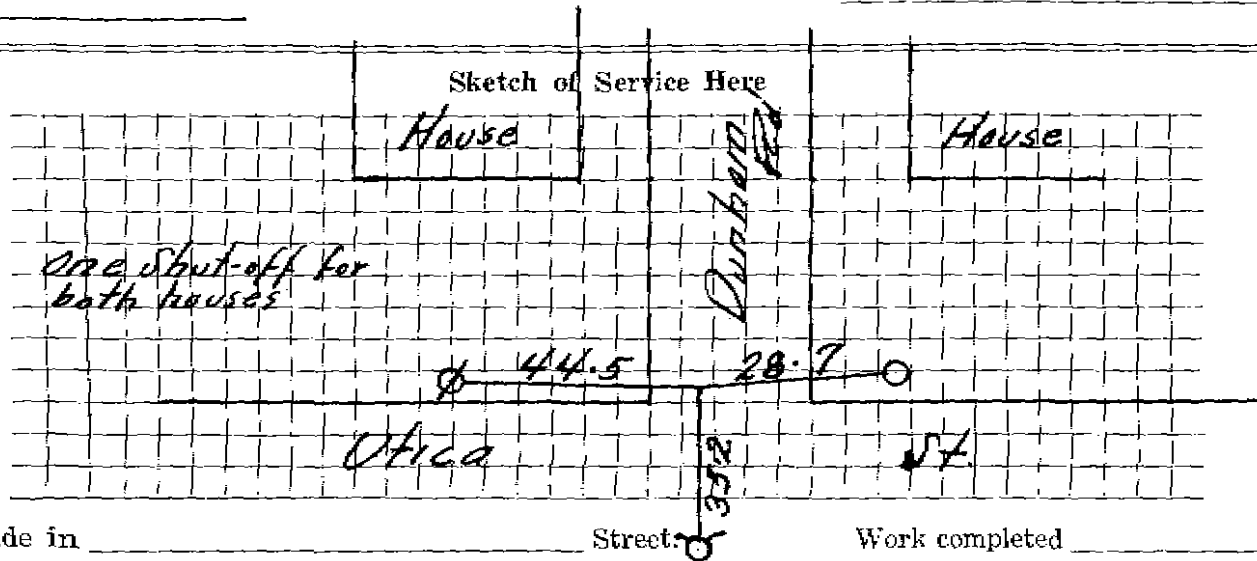 Sketch of Service Here
House
Dunham Rd.
House
One Shut-off for
both houses
44.5
28.7
Utica
St.
352
de in Street. Work completed